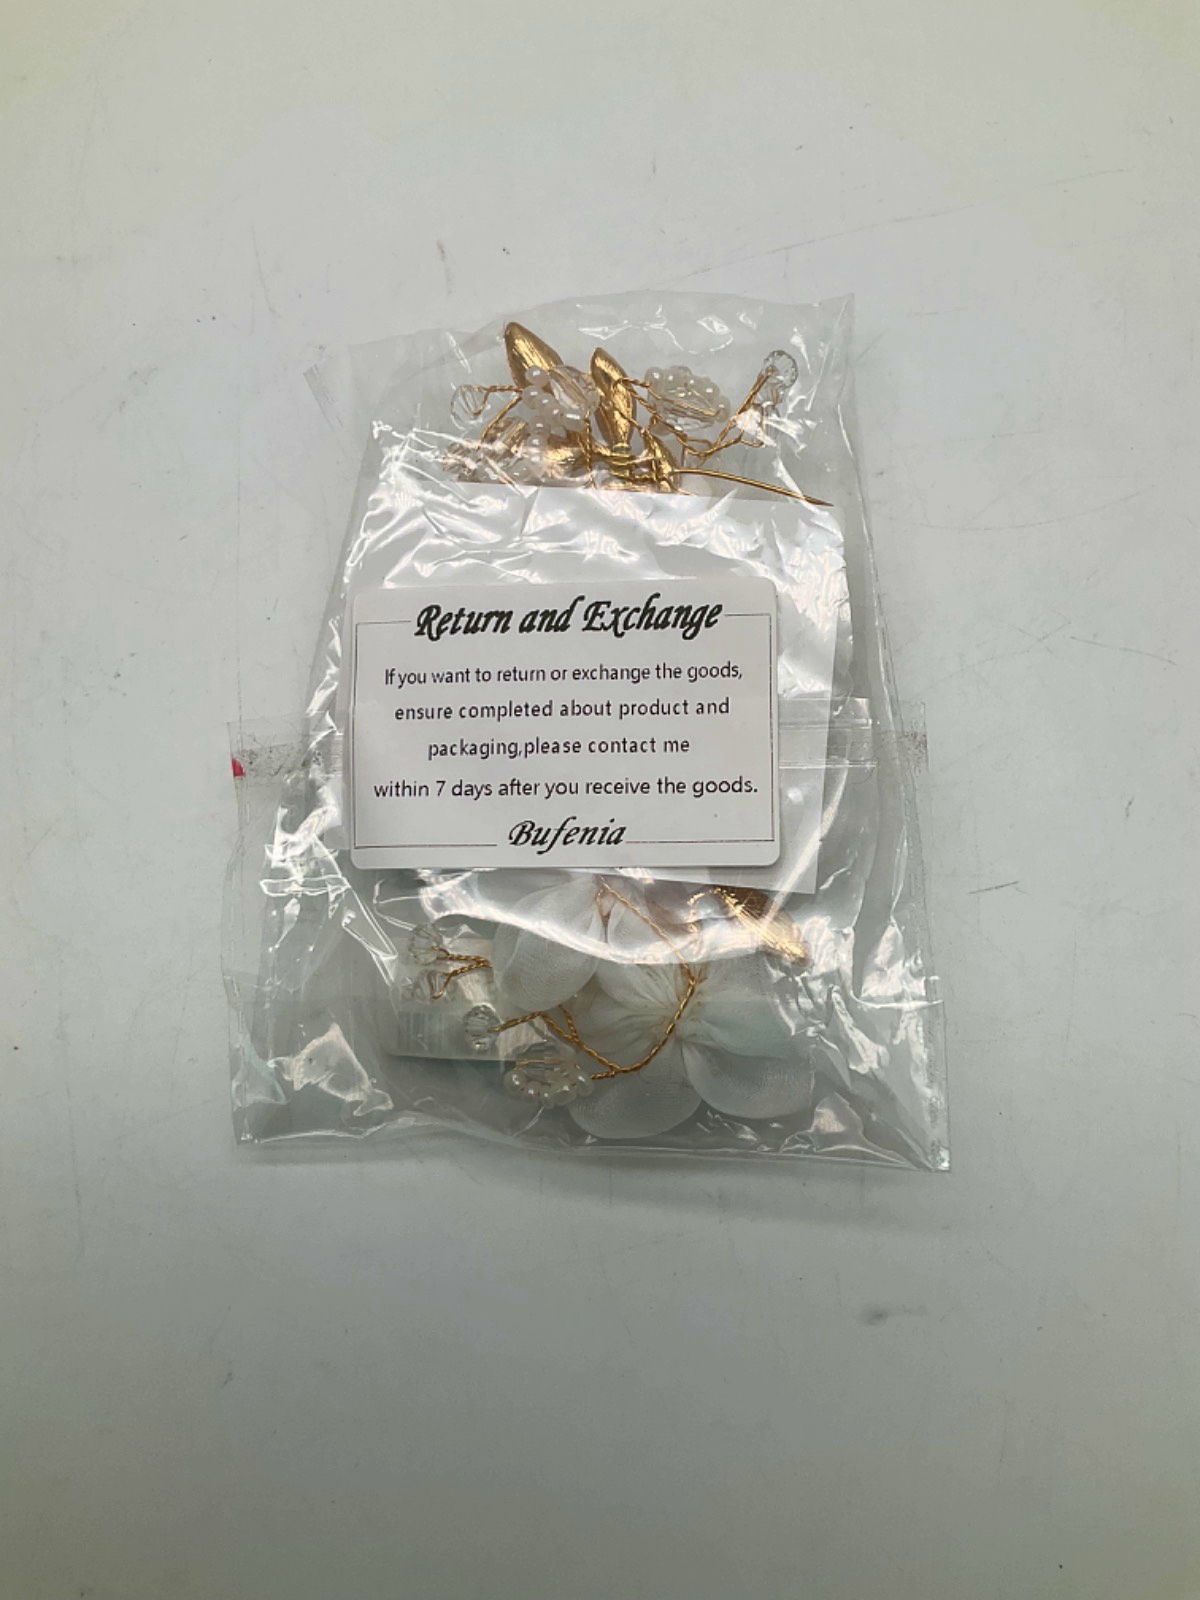 Return and Exchange
If you want to return or exchange the goods,
ensure completed about product and
packaging,please contact me
within 7 days after you receive the goods.
Bufenia